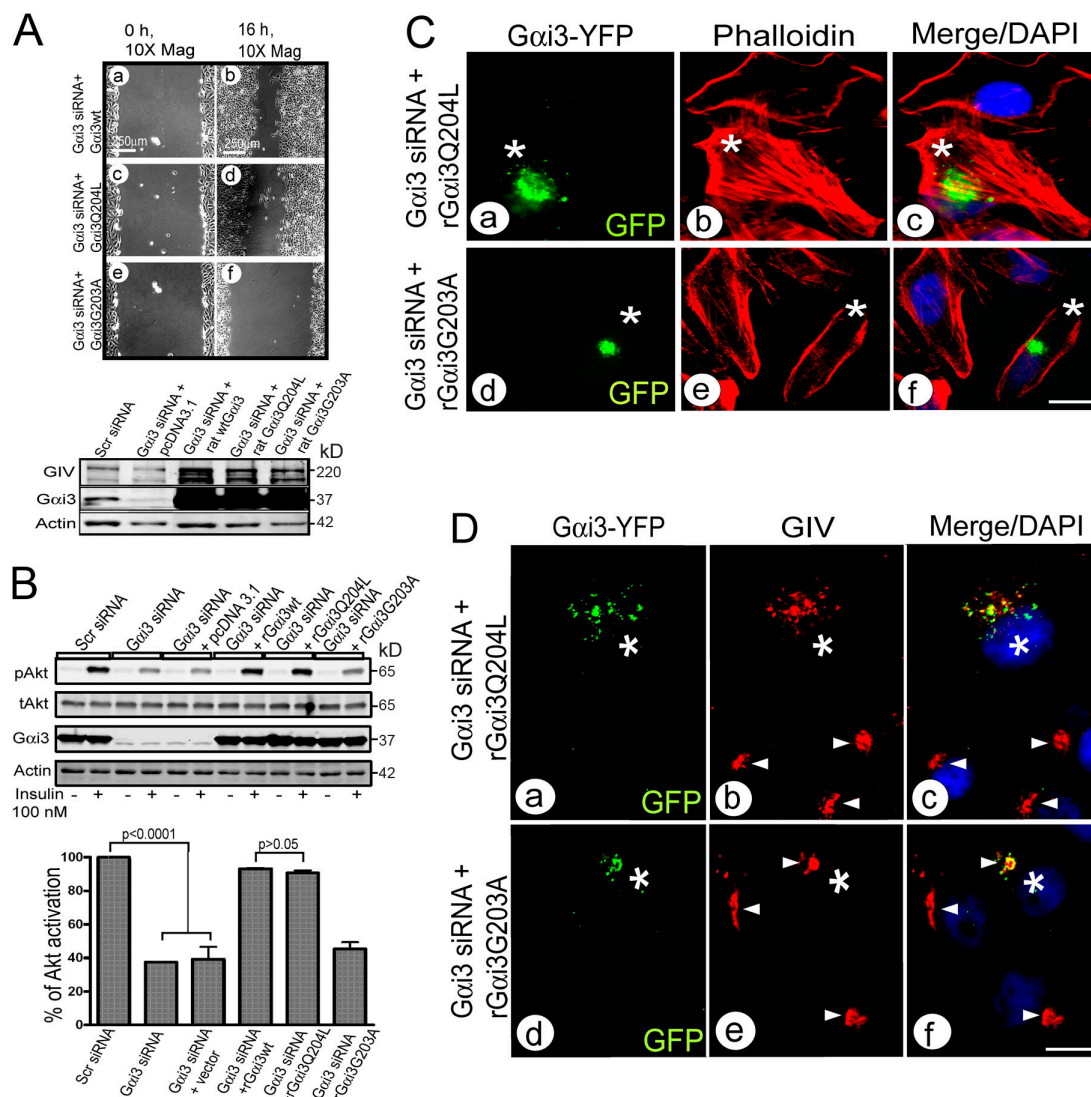 A
0 h,
10X Mag
16 h,
10X Mag
Gαi3 siRNA+
Gαi3wt
a
b
250μm
250μm
Gαi3 siRNA+
Gαi3Q204L
c
d
Gαi3 siRNA+
Gαi3G203A
e
f
Scr siRNA
Gαi3 siRNA +
pcDNA3.1
Gαi3 siRNA +
rat wtGαi3
Gαi3 siRNA +
rat Gαi3Q204L
Gαi3 siRNA +
rat Gαi3G203A
kD
GIV
220
Gαi3
37
Actin
42
B
Scr siRNA
Gαi3 siRNA
Gαi3 siRNA
+ pcDNA 3.1
Gαi3 siRNA
+ rGαi3wt
Gαi3 siRNA
+ rGαi3Q204L
Gαi3 siRNA
+ rGαi3G203A
kD
pAkt
65
tAkt
65
Gαi3
37
Actin
42
Insulin
100 nM
- + - + - + - + - + - +
p<0.0001
p>0.05
% of Akt activation
100
80
60
40
20
0
Scr siRNA
Gαi3 siRNA
Gαi3 siRNA
+ vector
Gαi3 siRNA
+rGαi3wt
Gαi3 siRNA
+rGαi3Q204L
Gαi3 siRNA
+rGαi3G203A
C
Gαi3-YFP
Phalloidin
Merge/DAPI
Gαi3 siRNA +
rGαi3Q204L
*
*
*
a
GFP
b
c
Gαi3 siRNA +
rGαi3G203A
*
*
*
d
GFP
e
f
D
Gαi3-YFP
GIV
Merge/DAPI
Gαi3 siRNA +
rGαi3Q204L
*
*
*
a
GFP
b
c
Gαi3 siRNA +
rGαi3G203A
*
*
*
d
GFP
e
f